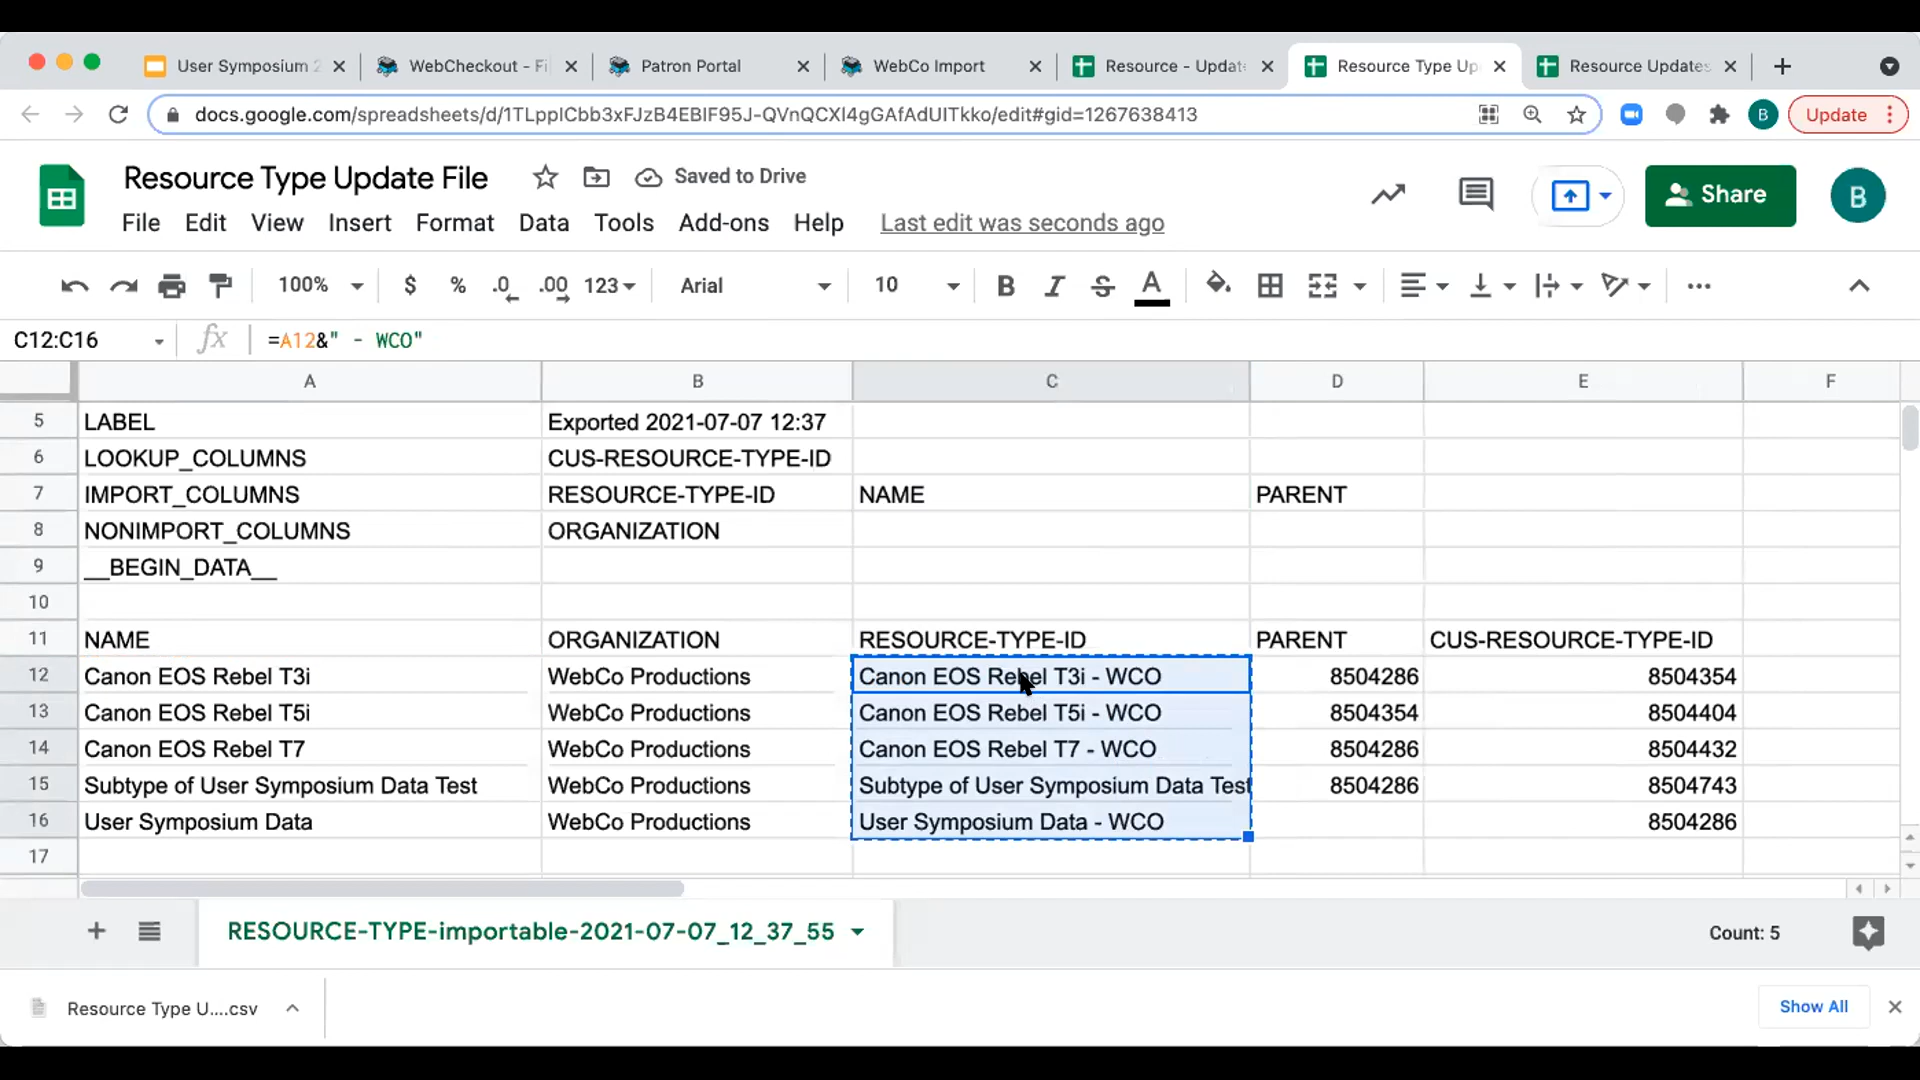 User Symposium 2
WebCheckout - Fi
Patron Portal
WebCo Import
Resource - Update
Resource Type Up
Resource Updates
docs.google.com/spreadsheets/d/1TLpplCbb3xFJzB4EBIF95J-QVnQCXl4gGAfAdUITkko/edit#gid=1267638413
B
Update
Resource Type Update File
Saved to Drive
Share
B
File Edit View Insert Format Data Tools Add-ons Help Last edit was seconds ago
100% $ % .0 .00 123 Arial 10 B I S A
C12:C16 fx =A12&" - WCO"
A B C D E F
5 LABEL Exported 2021-07-07 12:37
6 LOOKUP_COLUMNS CUS-RESOURCE-TYPE-ID
7 IMPORT_COLUMNS RESOURCE-TYPE-ID NAME PARENT
8 NONIMPORT_COLUMNS ORGANIZATION
9 __BEGIN_DATA__
10
11 NAME ORGANIZATION RESOURCE-TYPE-ID PARENT CUS-RESOURCE-TYPE-ID
12 Canon EOS Rebel T3i WebCo Productions Canon EOS Rebel T3i - WCO 8504286 8504354
13 Canon EOS Rebel T5i WebCo Productions Canon EOS Rebel T5i - WCO 8504354 8504404
14 Canon EOS Rebel T7 WebCo Productions Canon EOS Rebel T7 - WCO 8504286 8504432
15 Subtype of User Symposium Data Test WebCo Productions Subtype of User Symposium Data Test 8504286 8504743
16 User Symposium Data WebCo Productions User Symposium Data - WCO 8504286
17
RESOURCE-TYPE-importable-2021-07-07_12_37_55
Count: 5
Resource Type U....csv
Show All